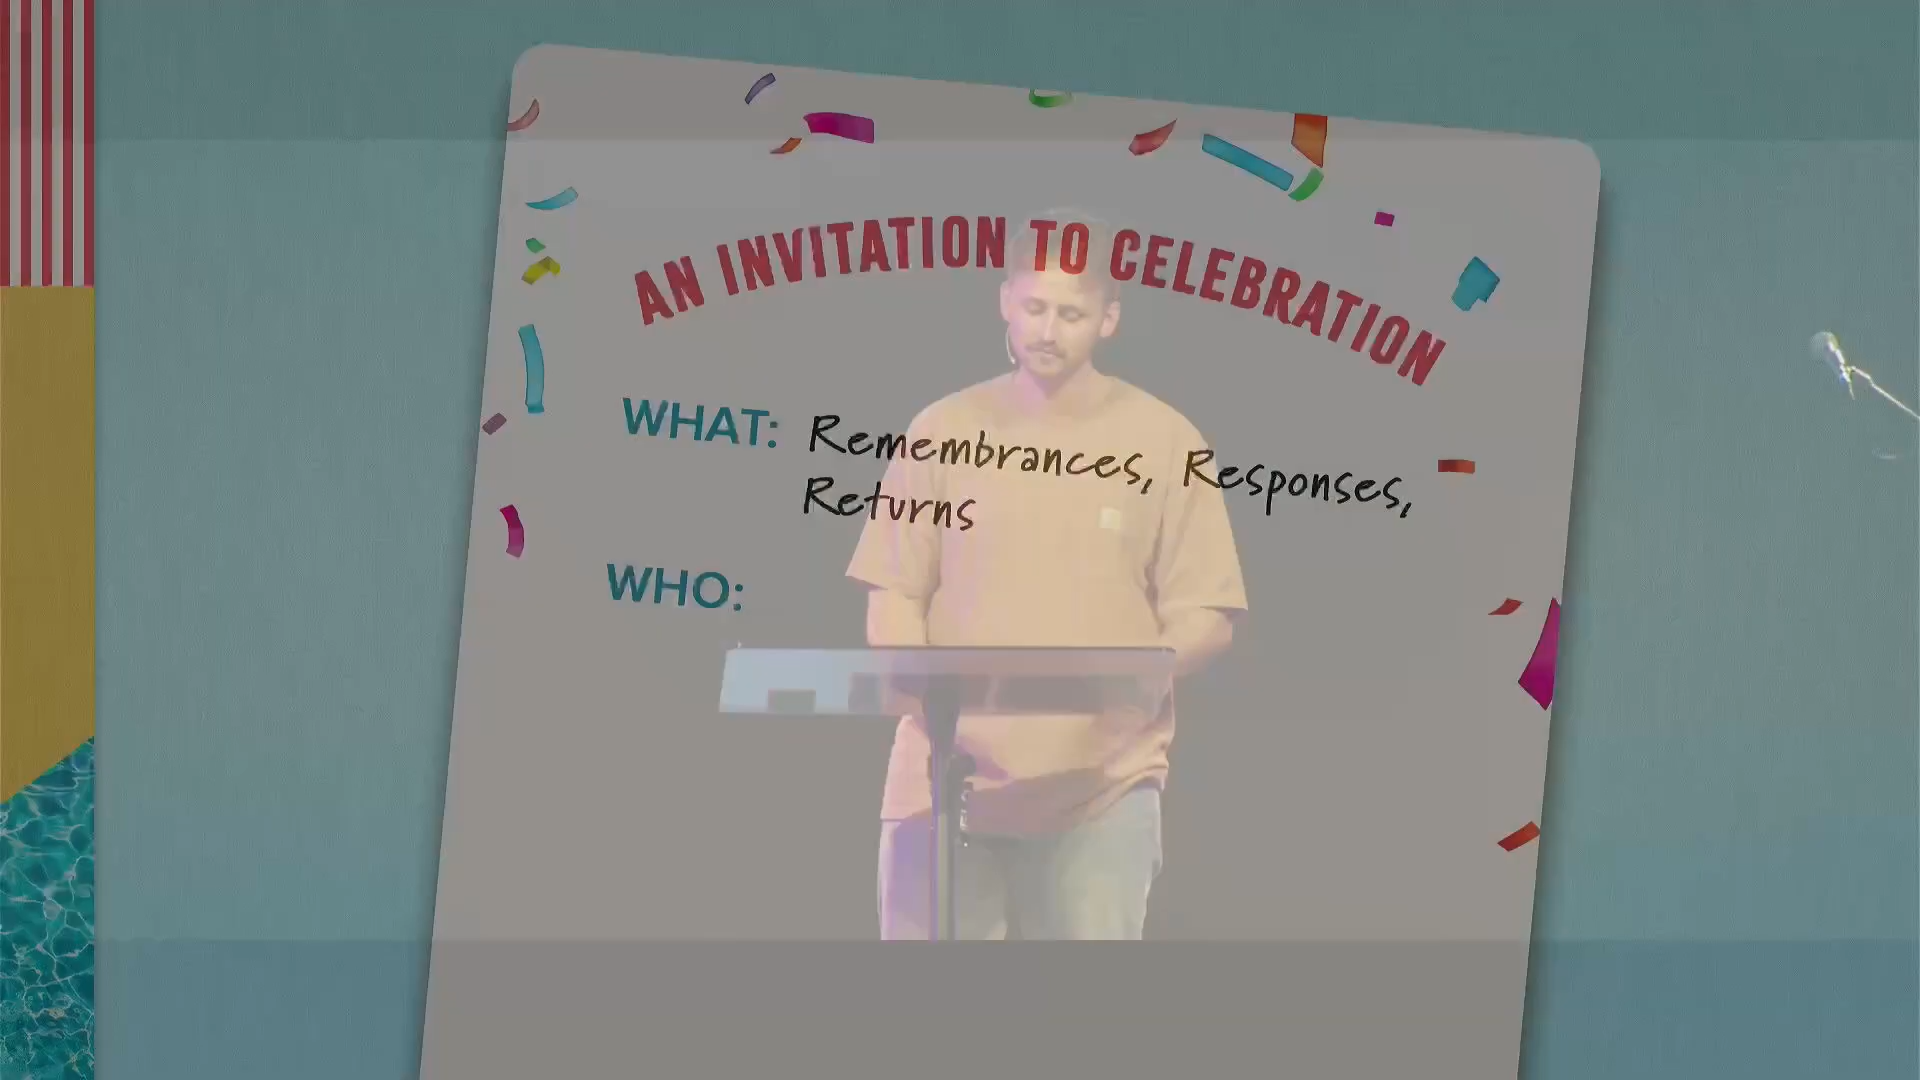 AN INVITATION TO CELEBRATION
WHAT: Remembrances, Responses,
Returns
WHO: